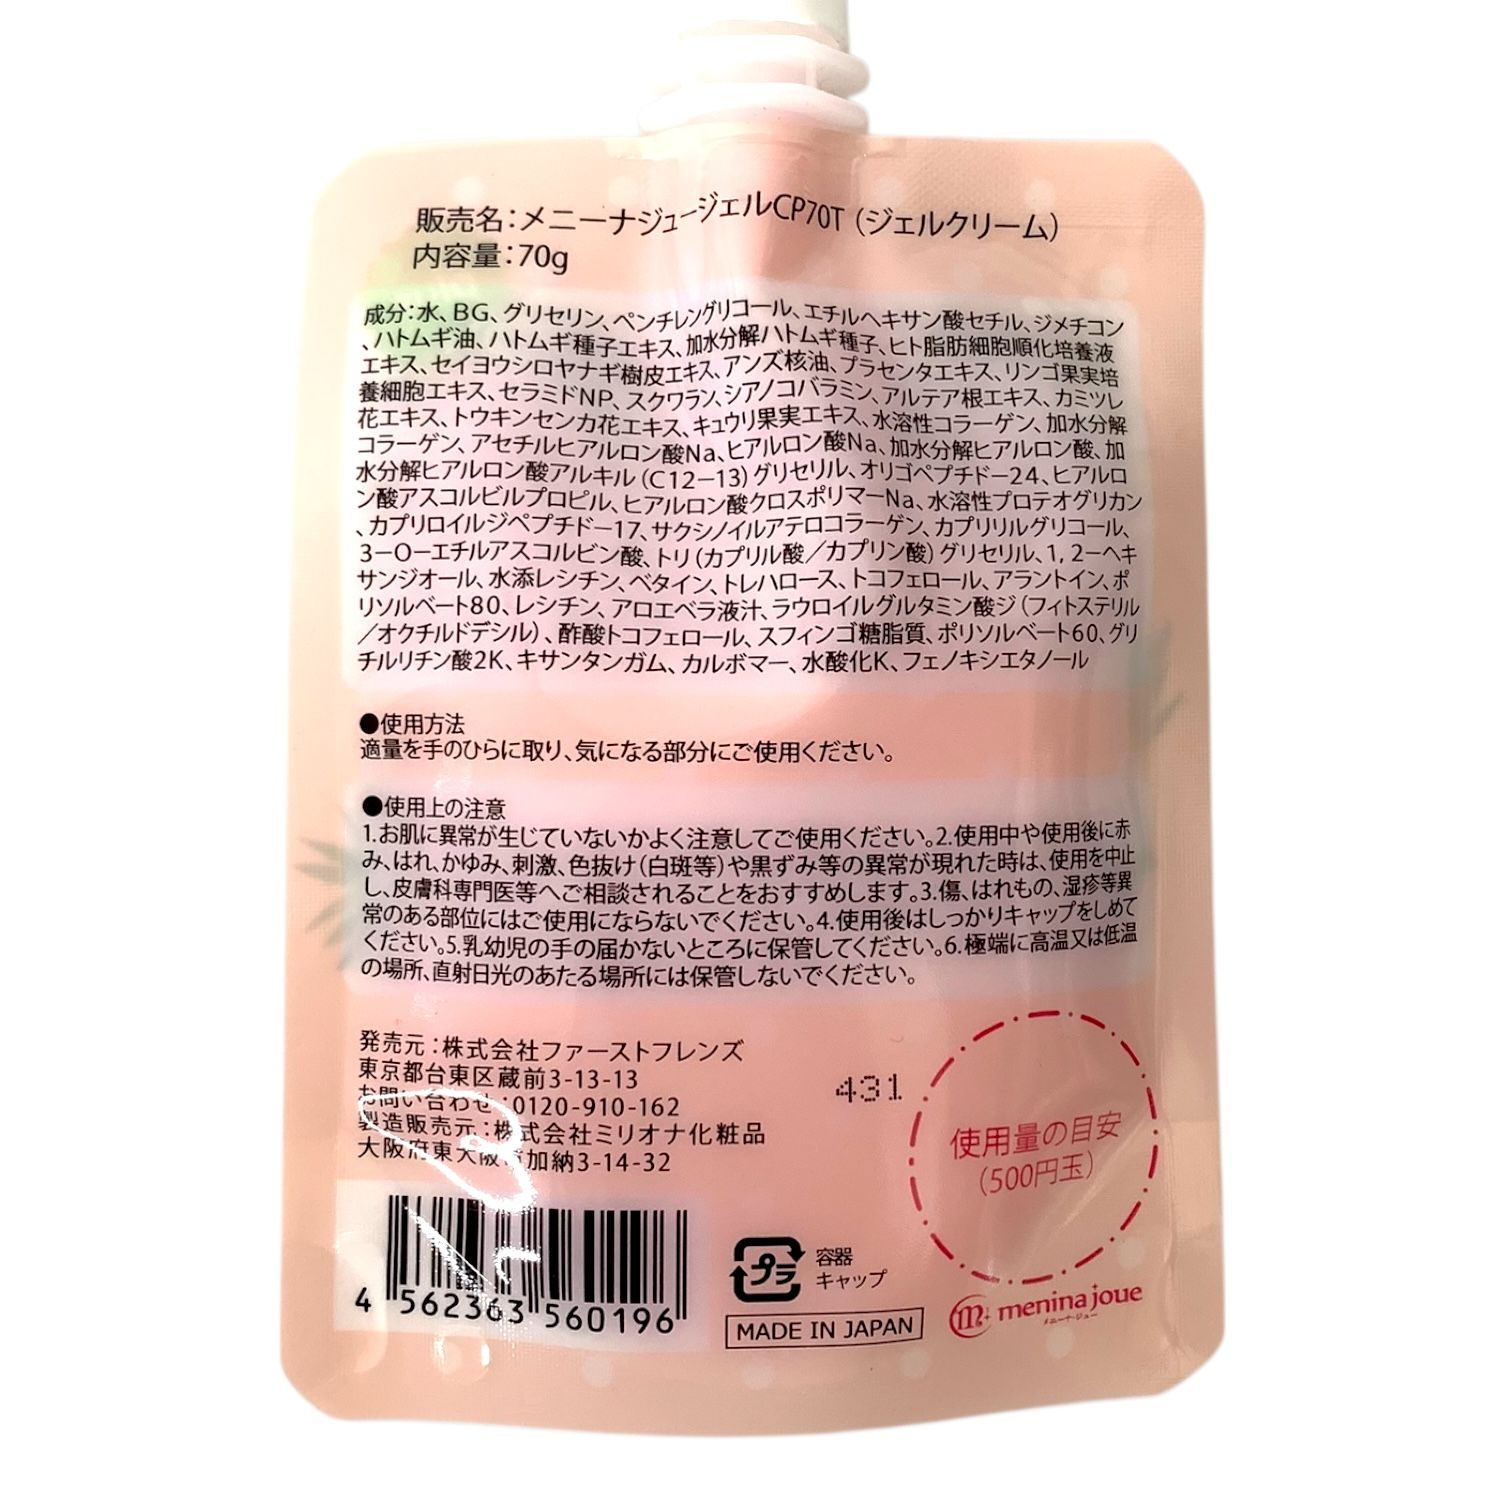 販売名：メニーナジュージェルCP70T（ジェルクリーム）
内容量：70g
成分：水、BG、グリセリン、ペンチレングリコール、エチルヘキサン酸セチル、ジメチコン
、ハトムギ油、ハトムギ種子エキス、加水分解ハトムギ種子、ヒト脂肪細胞順化培養液
エキス、セイヨウシロヤナギ樹皮エキス、アンズ核油、プラセンタエキス、リンゴ果実培
養細胞エキス、セラミドNP、スクワラン、シアノコバラミン、アルテア根エキス、カミツレ
花エキス、トウキンセンカ花エキス、キュウリ果実エキス、水溶性コラーゲン、加水分解
コラーゲン、アセチルヒアルロン酸Na、ヒアルロン酸Na、加水分解ヒアルロン酸、加
水分解ヒアルロン酸アルキル（C12－13）グリセリル、オリゴペプチド－24、ヒアルロ
ン酸アスコルビルプロピル、ヒアルロン酸クロスポリマーNa、水溶性プロテオグリカン
、カプリロイルジペプチド－17、サクシノイルアテロコラーゲン、カプリリルグリコール、
3－O－エチルアスコルビン酸、トリ（カプリル酸／カプリン酸）グリセリル、1，2－ヘキ
サンジオール、水添レシチン、ベタイン、トレハロース、トコフェロール、アラントイン、ポ
リソルベート80、レシチン、アロエベラ液汁、ラウロイルグルタミン酸ジ（フィトステリル
／オクチルドデシル）、酢酸トコフェロール、スフィンゴ糖脂質、ポリソルベート60、グリ
チルリチン酸2K、キサンタンガム、カルボマー、水酸化K、フェノキシエタノール
●使用方法
適量を手のひらに取り、気になる部分にご使用ください。
●使用上の注意
1.お肌に異常が生じていないかよく注意してご使用ください。2.使用中や使用後に赤
み、はれ、かゆみ、刺激、色抜け（白斑等）や黒ずみ等の異常が現れた時は、使用を中止
し、皮膚科専門医等へご相談されることをおすすめします。3.傷、はれもの、湿疹等異
常のある部位にはご使用にならないでください。4.使用後はしっかりキャップをしめて
ください。5.乳幼児の手の届かないところに保管してください。6.極端に高温又は低温
の場所、直射日光のあたる場所には保管しないでください。
発売元：株式会社ファーストフレンズ
東京都台東区蔵前3-13-13
お問い合わせ：0120-910-162
製造販売元：株式会社ミリオナ化粧品
大阪府東大阪市加納3-14-32
431
使用量の目安
（500円玉）
4 562363 560196
プラ
容器
キャップ
MADE IN JAPAN
m menina joue
メニーナ・ジュー